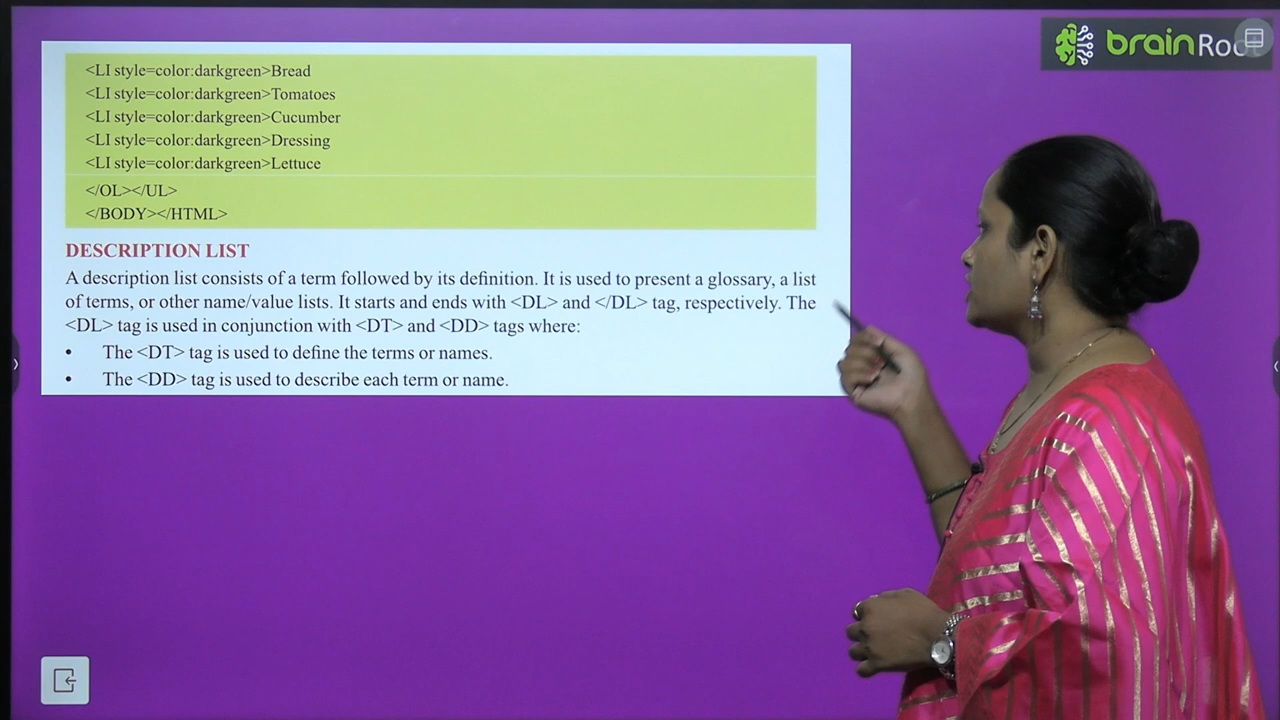 brainRoot
<LI style=color:darkgreen>Bread
<LI style=color:darkgreen>Tomatoes
<LI style=color:darkgreen>Cucumber
<LI style=color:darkgreen>Dressing
<LI style=color:darkgreen>Lettuce
</OL></UL>
</BODY></HTML>
DESCRIPTION LIST
A description list consists of a term followed by its definition. It is used to present a glossary, a list
of terms, or other name/value lists. It starts and ends with <DL> and </DL> tag, respectively. The
<DL> tag is used in conjunction with <DT> and <DD> tags where:
• The <DT> tag is used to define the terms or names.
• The <DD> tag is used to describe each term or name.